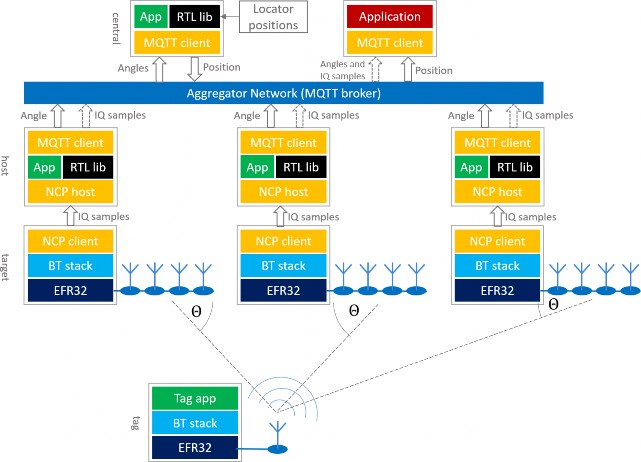 central
App
RTL lib
MQTT client
Locator
positions
Application
MQTT client
Angles
Position
Angles and
IQ samples
Position
Aggregator Network (MQTT broker)
Angle
IQ samples
Angle
IQ samples
Angle
IQ samples
host
MQTT client
App
RTL lib
NCP host
MQTT client
App
RTL lib
NCP host
MQTT client
App
RTL lib
NCP host
IQ samples
IQ samples
IQ samples
target
NCP client
BT stack
EFR32
NCP client
BT stack
EFR32
NCP client
BT stack
EFR32
Θ
Θ
Θ
tag
Tag app
BT stack
EFR32